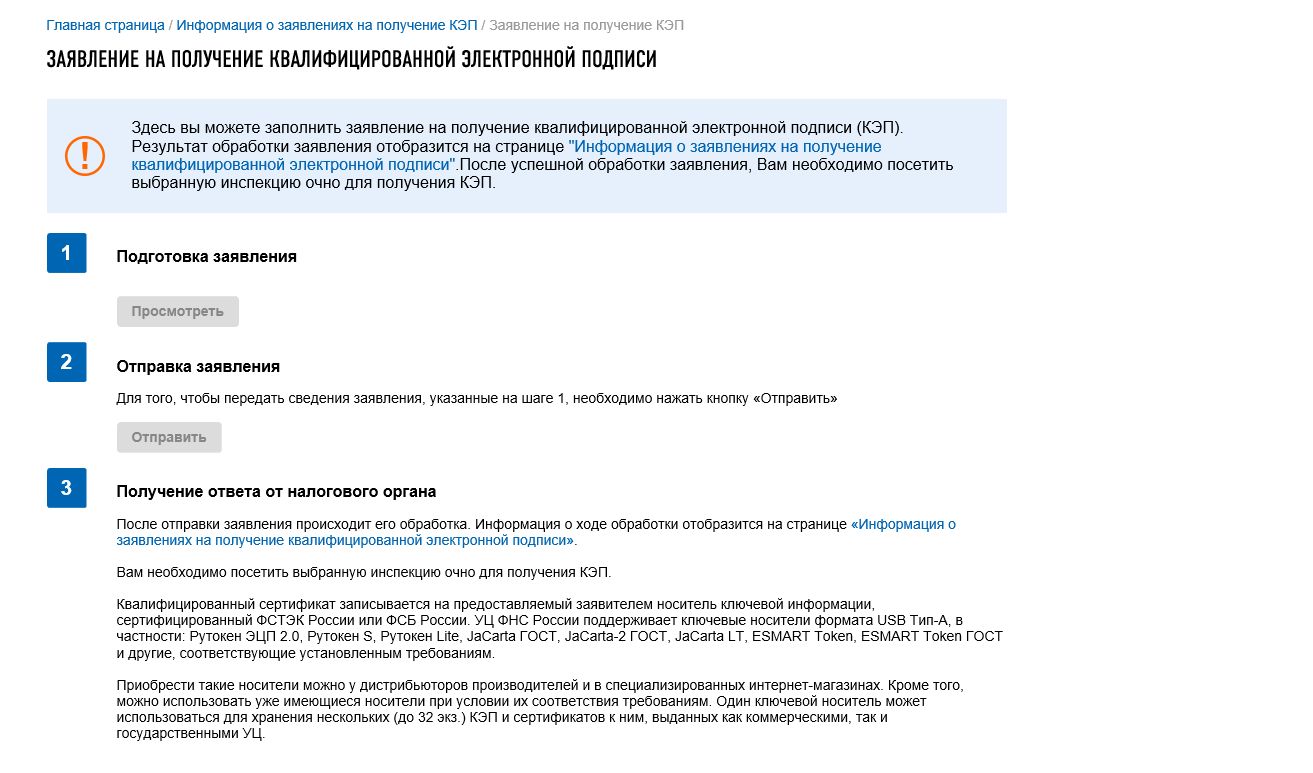 Главная страница / Информация о заявлениях на получение КЭП / Заявление на получение КЭП
ЗАЯВЛЕНИЕ НА ПОЛУЧЕНИЕ КВАЛИФИЦИРОВАННОЙ ЭЛЕКТРОННОЙ ПОДПИСИ
Здесь вы можете заполнить заявление на получение квалифицированной электронной подписи (КЭП).
Результат обработки заявления отобразится на странице "Информация о заявлениях на получение
квалифицированной электронной подписи".После успешной обработки заявления, Вам необходимо посетить
выбранную инспекцию очно для получения КЭП.
1
Подготовка заявления
Просмотреть
2
Отправка заявления
Для того, чтобы передать сведения заявления, указанные на шаге 1, необходимо нажать кнопку «Отправить»
Отправить
3
Получение ответа от налогового органа
После отправки заявления происходит его обработка. Информация о ходе обработки отобразится на странице «Информация о
заявлениях на получение квалифицированной электронной подписи».
Вам необходимо посетить выбранную инспекцию очно для получения КЭП.
Квалифицированный сертификат записывается на предоставляемый заявителем носитель ключевой информации,
сертифицированный ФСТЭК России или ФСБ России. УЦ ФНС России поддерживает ключевые носители формата USB Тип-А, в
частности: Рутокен ЭЦП 2.0, Рутокен S, Рутокен Lite, JaCarta ГОСТ, JaCarta-2 ГОСТ, JaCarta LT, ESMART Token, ESMART Token ГОСТ
и другие, соответствующие установленным требованиям.
Приобрести такие носители можно у дистрибьюторов производителей и в специализированных интернет-магазинах. Кроме того,
можно использовать уже имеющиеся носители при условии их соответствия требованиям. Один ключевой носитель может
использоваться для хранения нескольких (до 32 экз.) КЭП и сертификатов к ним, выданных как коммерческими, так и
государственными УЦ.